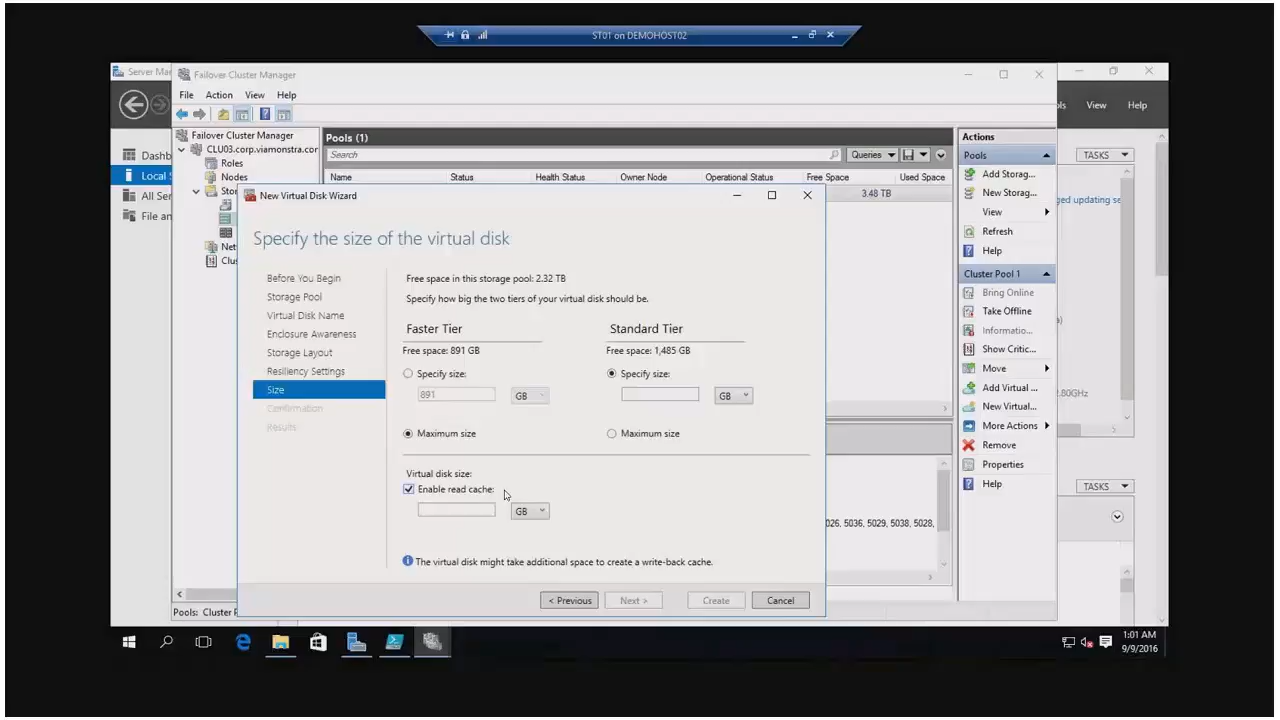 ST01 on DEMOHOST02
Server Ma
Failover Cluster Manager
File Action View Help
View Help
Failover Cluster Manager
CLU03.corp.viamonstra.cor
Roles
Nodes
Stor
Net
Clus
Dashb
Local S
All Ser
File an
Pools (1)
Search
Queries
Name Status Health Status Owner Node Operational Status Free Space Used Space
3.48 TB
Actions
Pools
Add Storag...
New Storag...
View
Refresh
Help
Cluster Pool 1
Bring Online
Take Offline
Informatio...
Show Critic...
Move
Add Virtual ...
New Virtual...
More Actions
Remove
Properties
Help
TASKS
ged updating se
.80GHz
TASKS
New Virtual Disk Wizard
Specify the size of the virtual disk
Before You Begin
Storage Pool
Virtual Disk Name
Enclosure Awareness
Storage Layout
Resiliency Settings
Size
Confirmation
Results
Free space in this storage pool: 2.32 TB
Specify how big the two tiers of your virtual disk should be.
Faster Tier
Free space: 891 GB
Specify size:
891 GB
Maximum size
Standard Tier
Free space: 1,485 GB
Specify size:
GB
Maximum size
Virtual disk size:
Enable read cache:
GB
The virtual disk might take additional space to create a write-back cache.
< Previous Next > Create Cancel
026, 5036, 5029, 5038, 5028,
Pools: Cluster P
1:01 AM
9/9/2016